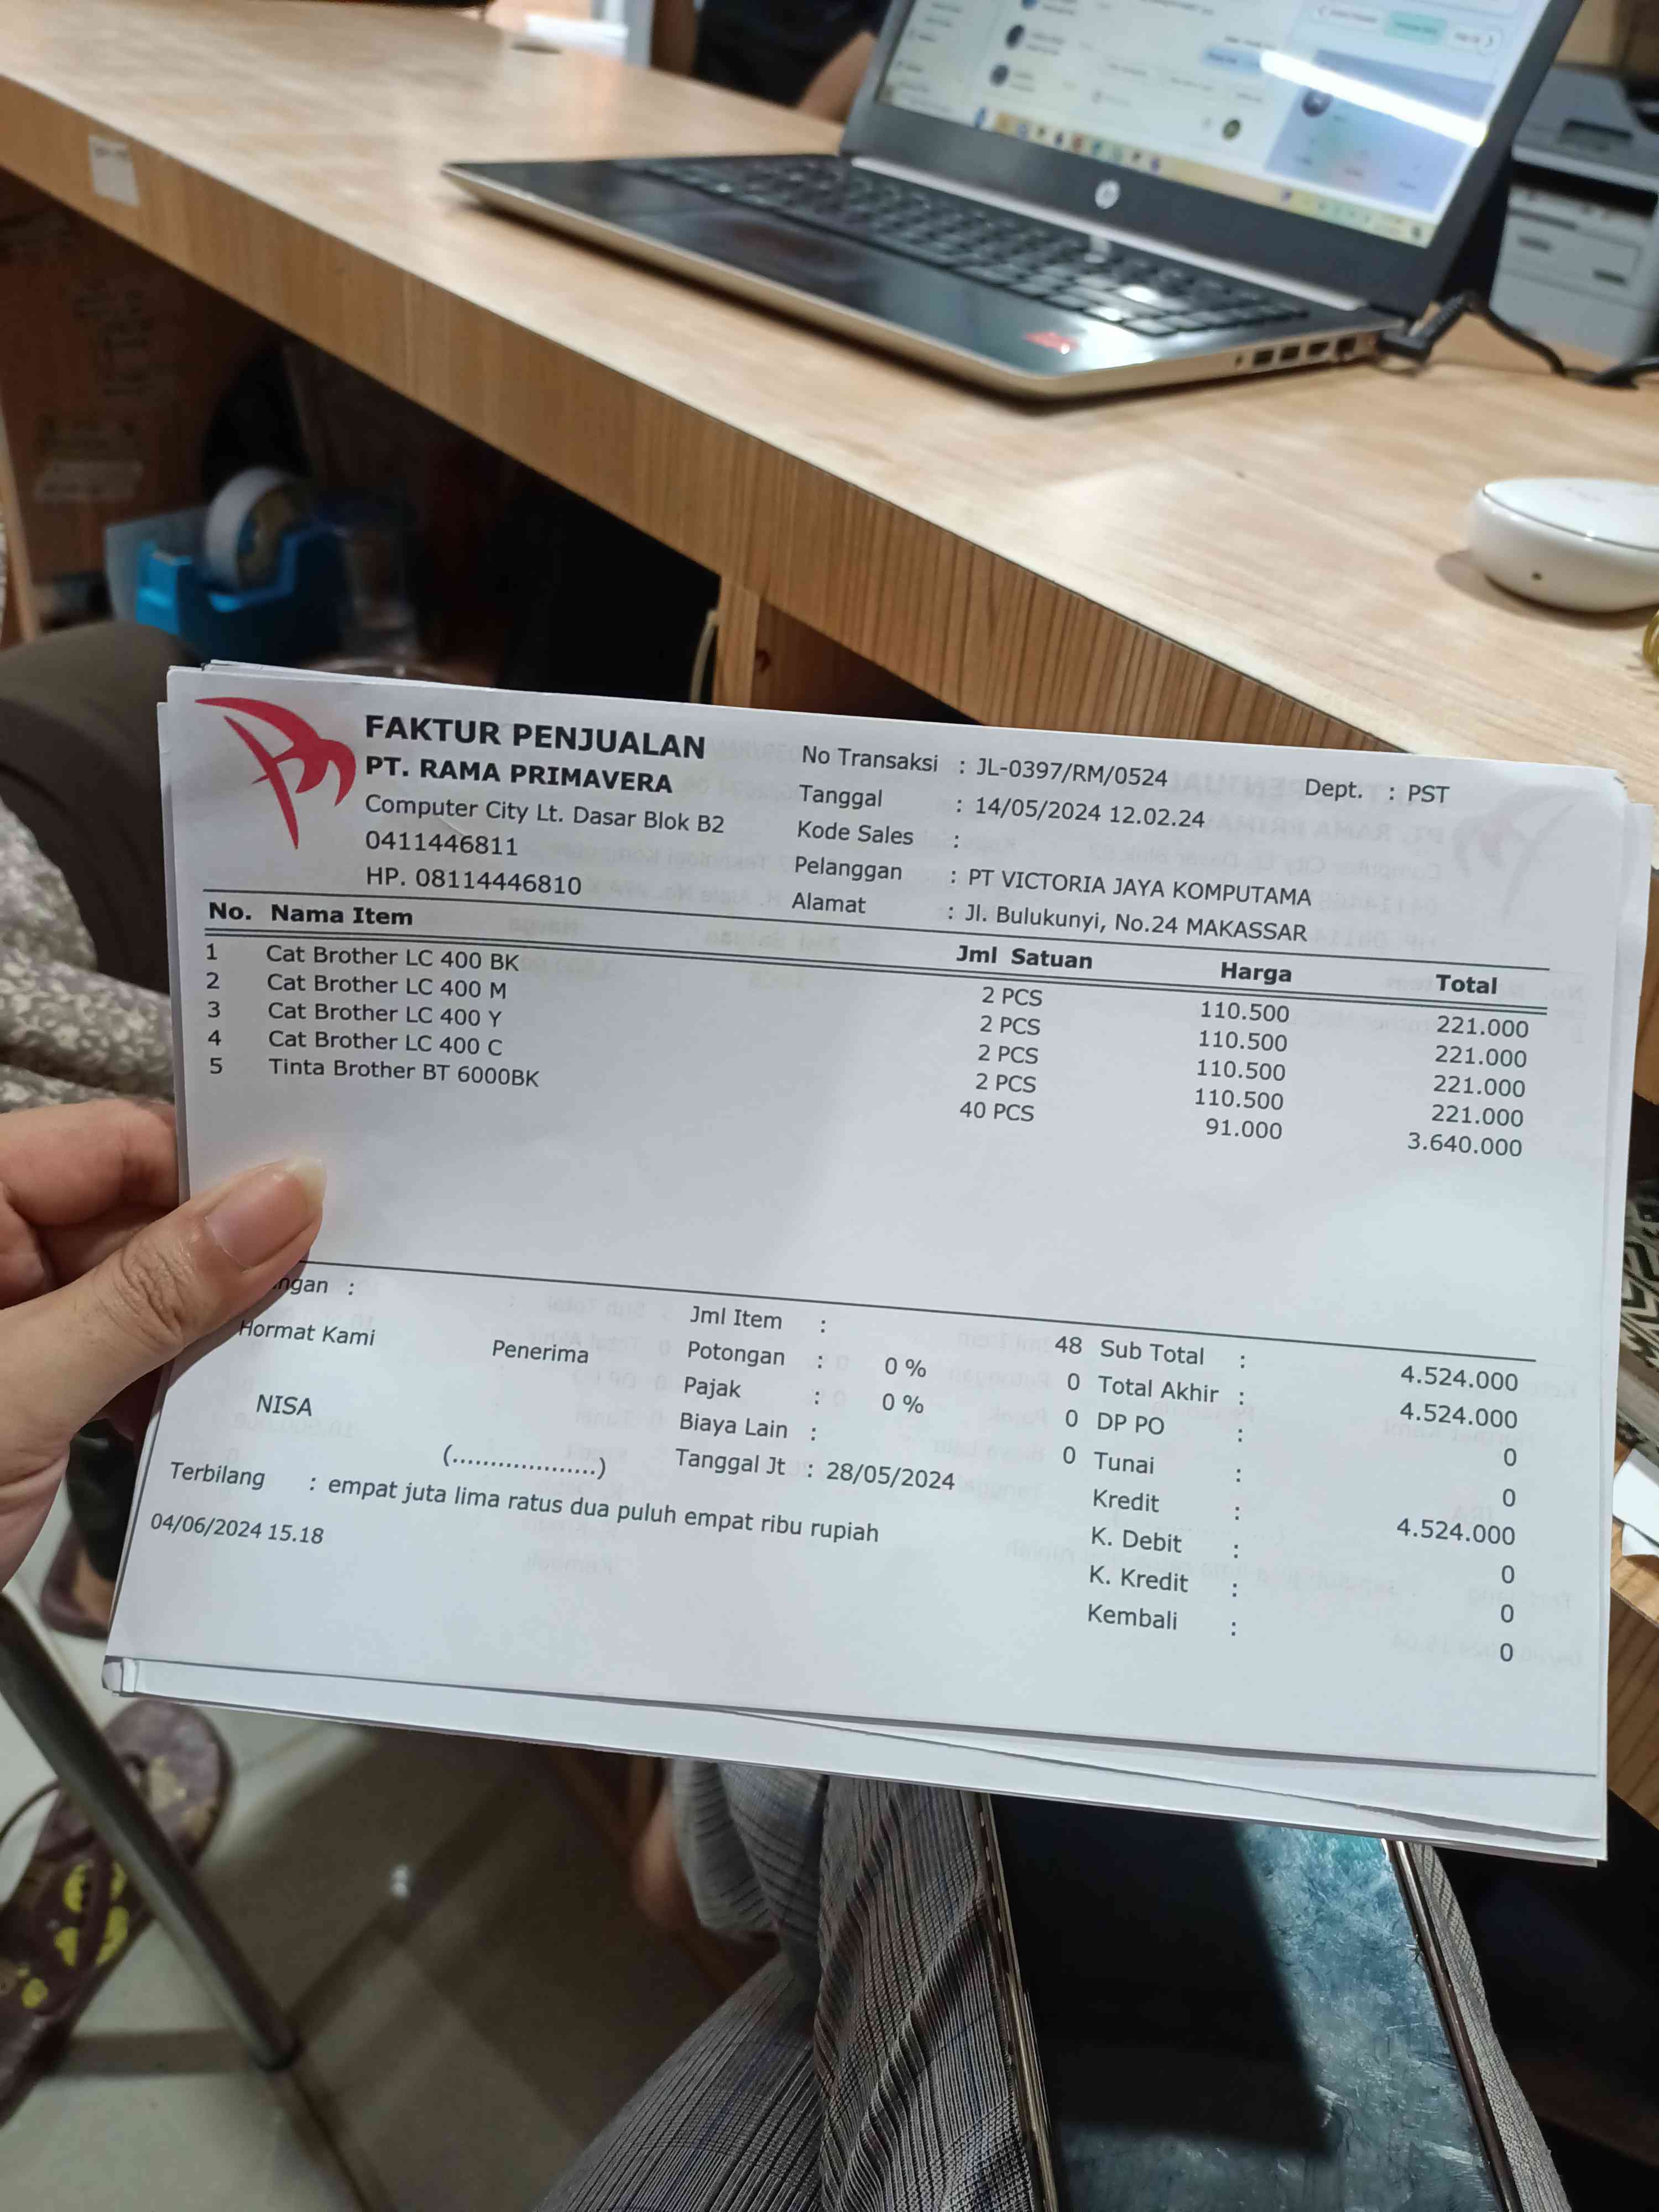 FAKTUR PENJUALAN
PT. RAMA PRIMAVERA
Computer City Lt. Dasar Blok B2
0411446811
HP. 08114446810
No Transaksi : JL-0397/RM/0524 Dept. : PST
Tanggal : 14/05/2024 12.02.24
Kode Sales :
Pelanggan : PT VICTORIA JAYA KOMPUTAMA
Alamat : Jl. Bulukunyi, No.24 MAKASSAR
No. Nama Item Jml Satuan Harga Total
1 Cat Brother LC 400 BK 2 PCS 110.500 221.000
2 Cat Brother LC 400 M 2 PCS 110.500 221.000
3 Cat Brother LC 400 Y 2 PCS 110.500 221.000
4 Cat Brother LC 400 C 2 PCS 110.500 221.000
5 Tinta Brother BT 6000BK 40 PCS 91.000 3.640.000
ngan :
Hormat Kami
Penerima
NISA
(....................)
Jml Item : 48
Potongan : 0 % 0
Pajak : 0 % 0
Biaya Lain : 0
Tanggal Jt : 28/05/2024
Sub Total : 4.524.000
Total Akhir : 4.524.000
DP PO : 0
Tunai : 0
Kredit : 4.524.000
K. Debit : 0
K. Kredit : 0
Kembali : 0
Terbilang : empat juta lima ratus dua puluh empat ribu rupiah
04/06/2024 15.18
hp